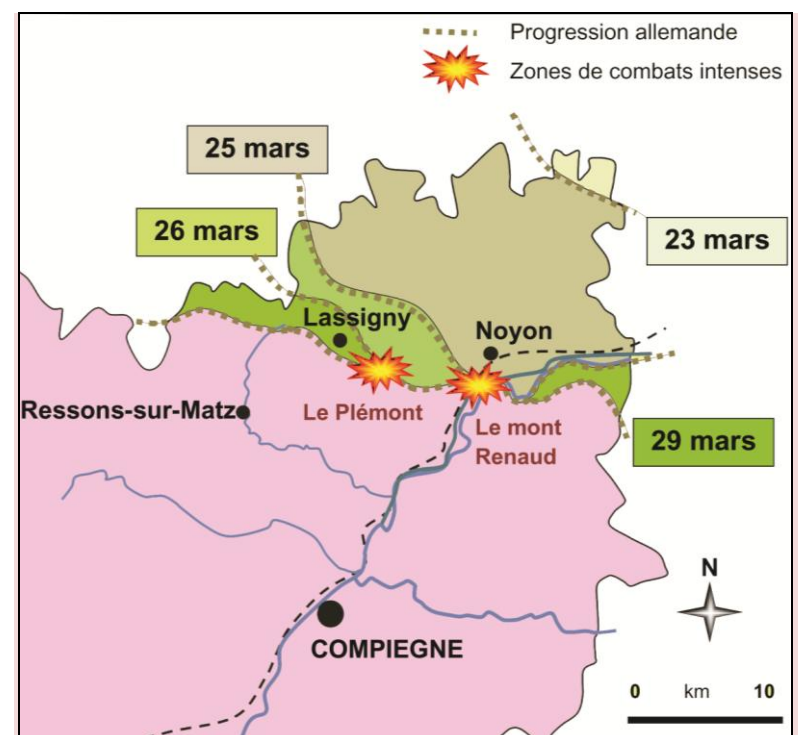 Progression allemande
Zones de combats intenses
25 mars
26 mars
23 mars
Lassigny
Noyon
Ressons-sur-Matz
Le Plémont
Le mont
Renaud
29 mars
N
COMPIEGNE
0 km 10